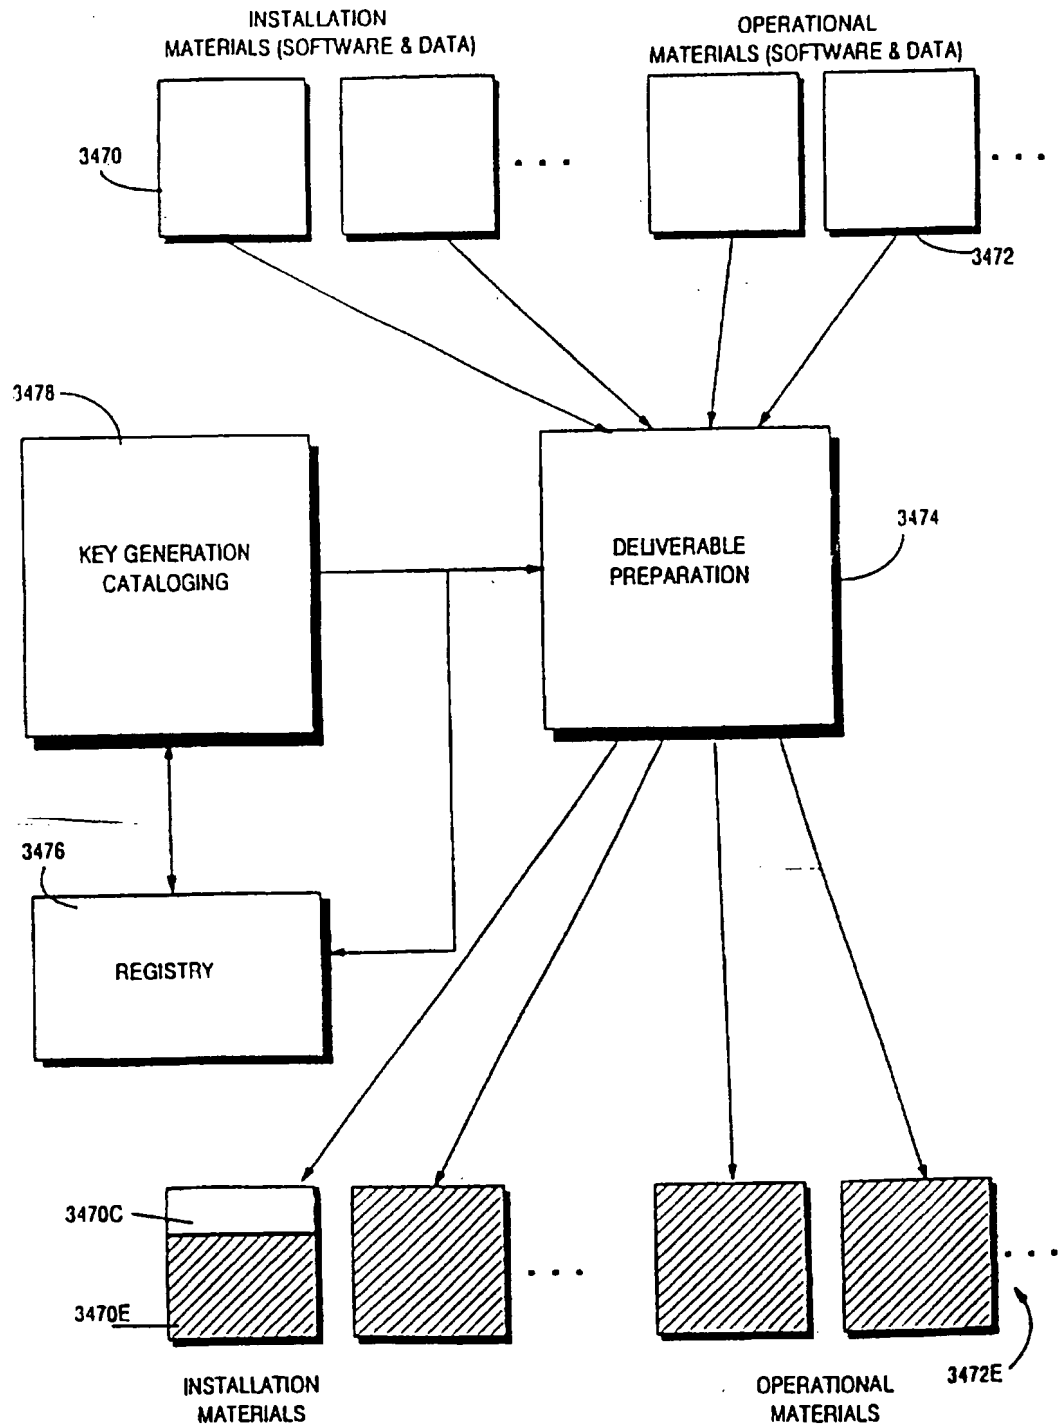 INSTALLATION
MATERIALS (SOFTWARE & DATA)
OPERATIONAL
MATERIALS (SOFTWARE & DATA)
3470
3472
3478
KEY GENERATION
CATALOGING
DELIVERABLE
PREPARATION
3474
3476
REGISTRY
3470C
3470E
3472E
INSTALLATION
MATERIALS
OPERATIONAL
MATERIALS